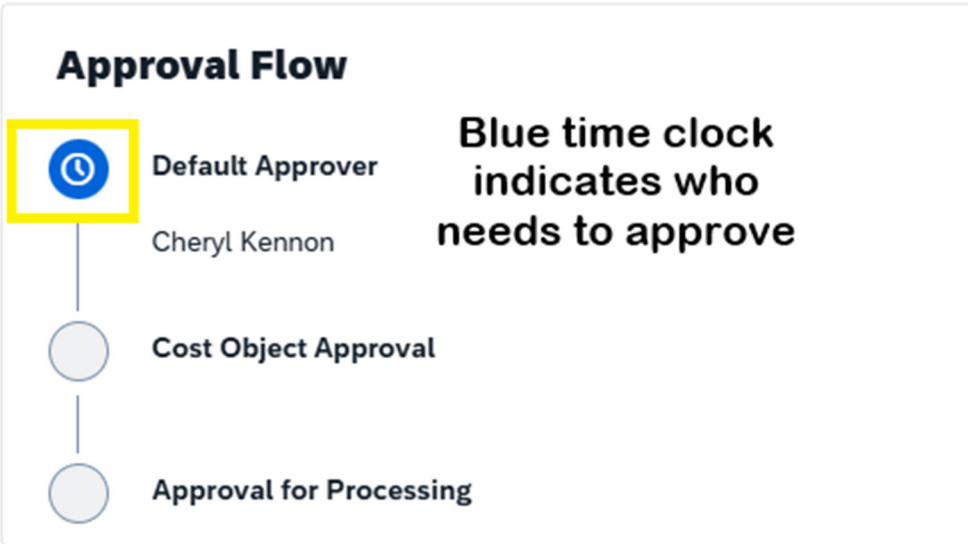 Approval Flow
Default Approver
Blue time clock
indicates who
needs to approve
Cheryl Kennon
Cost Object Approval
Approval for Processing